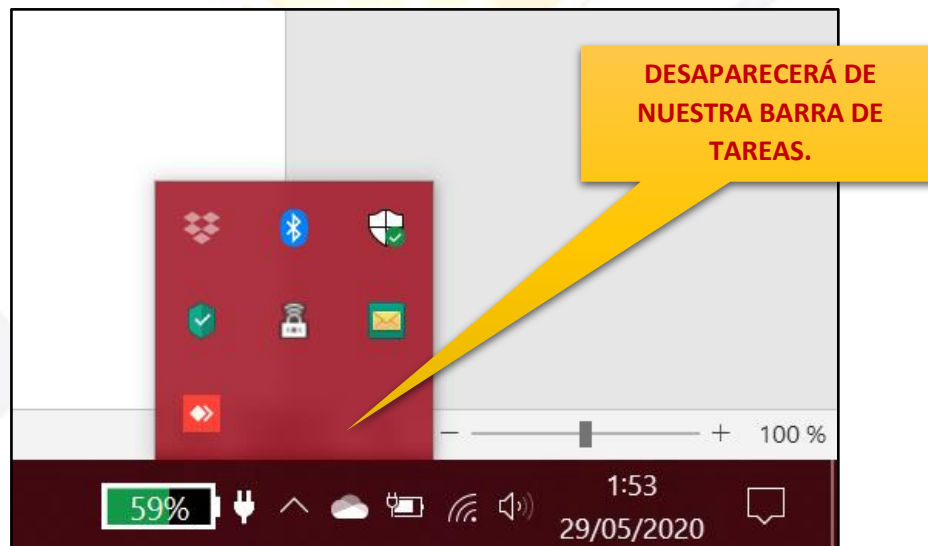 DESAPARECERÁ DE
NUESTRA BARRA DE
TAREAS.
100 %
59%
1:53
29/05/2020